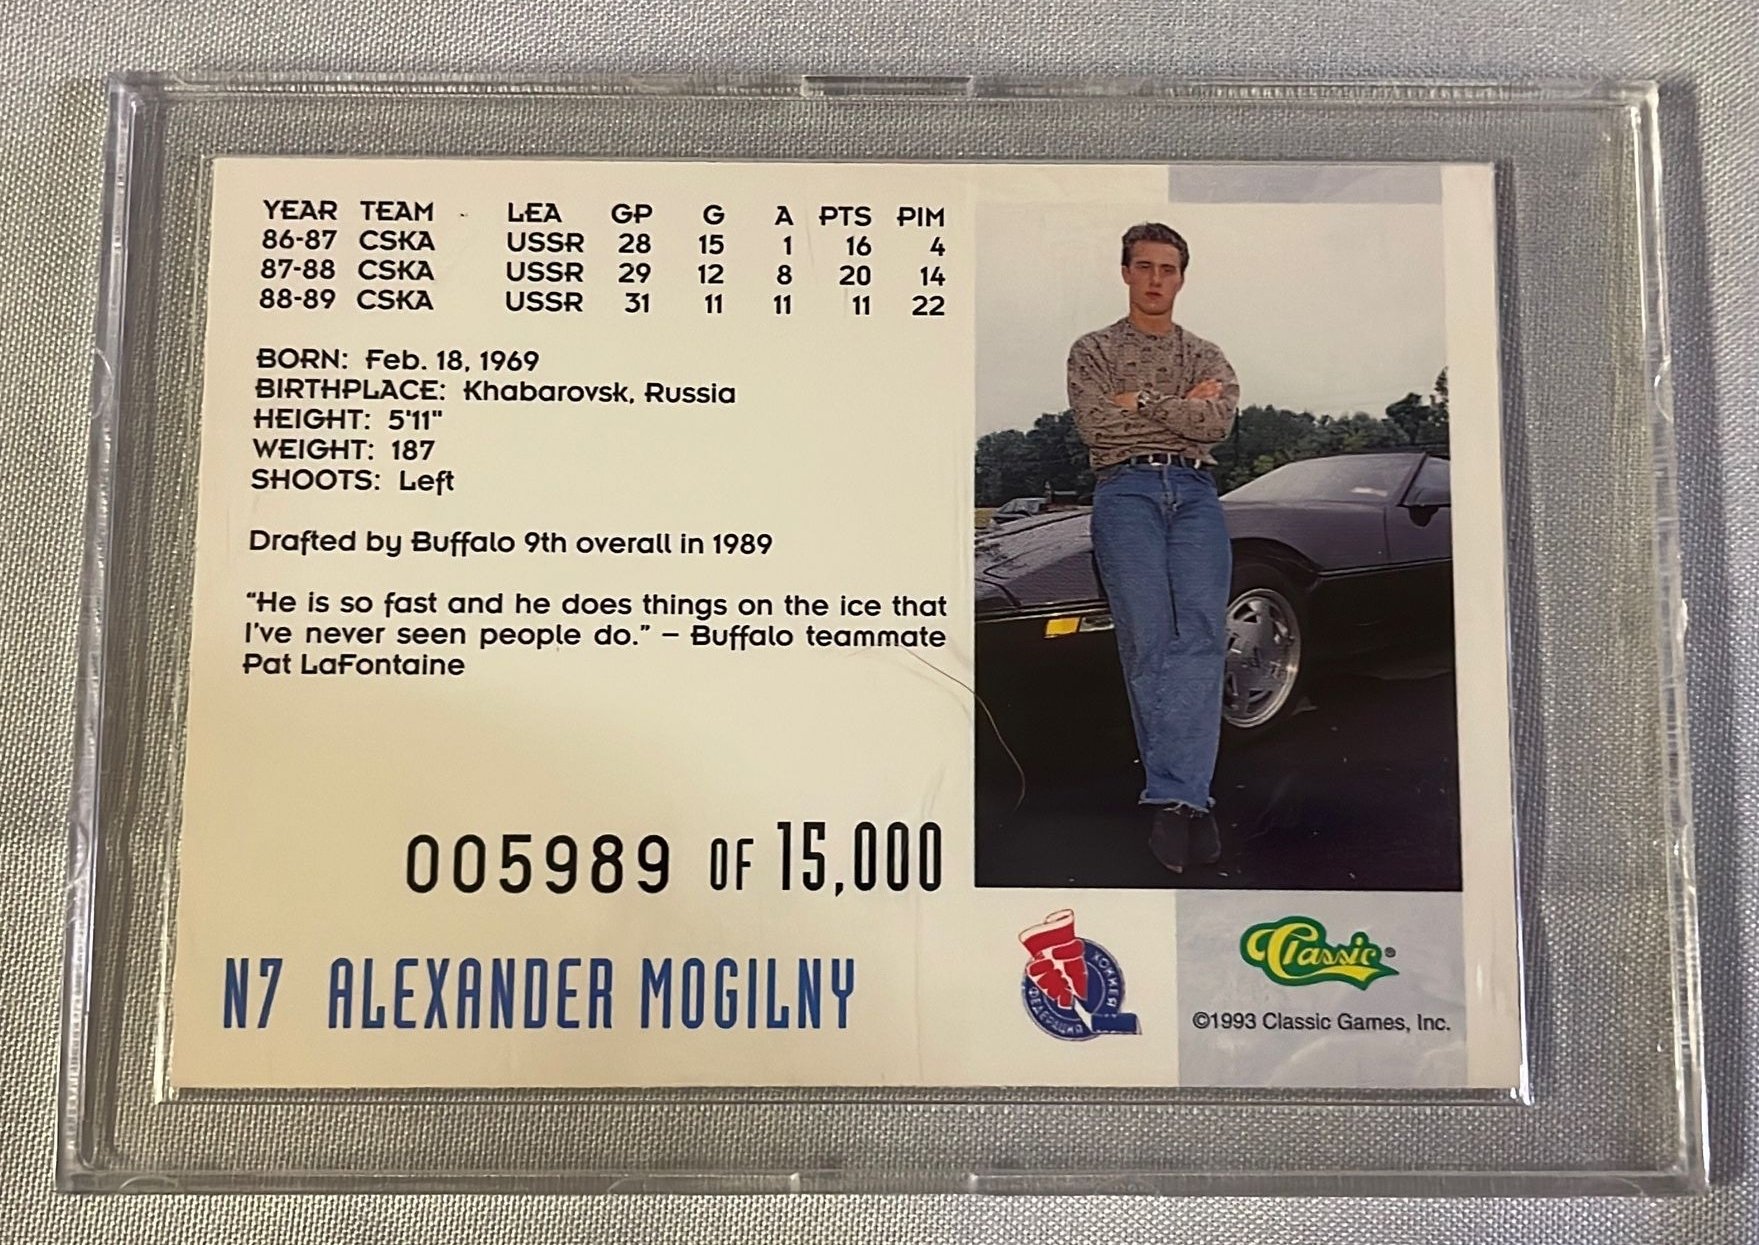 YEAR TEAM LEA GP G A PTS PIM
86-87 CSKA USSR 28 15 1 16 4
87-88 CSKA USSR 29 12 8 20 14
88-89 CSKA USSR 31 11 11 11 22
BORN: Feb. 18, 1969
BIRTHPLACE: Khabarovsk, Russia
HEIGHT: 5'11"
WEIGHT: 187
SHOOTS: Left
Drafted by Buffalo 9th overall in 1989
"He is so fast and he does things on the ice that
I've never seen people do." – Buffalo teammate
Pat LaFontaine
005989 OF 15,000
N7 ALEXANDER MOGILNY
ФЕДЕРАЦИЯ
ХОККЕЯ
Classic®
©1993 Classic Games, Inc.